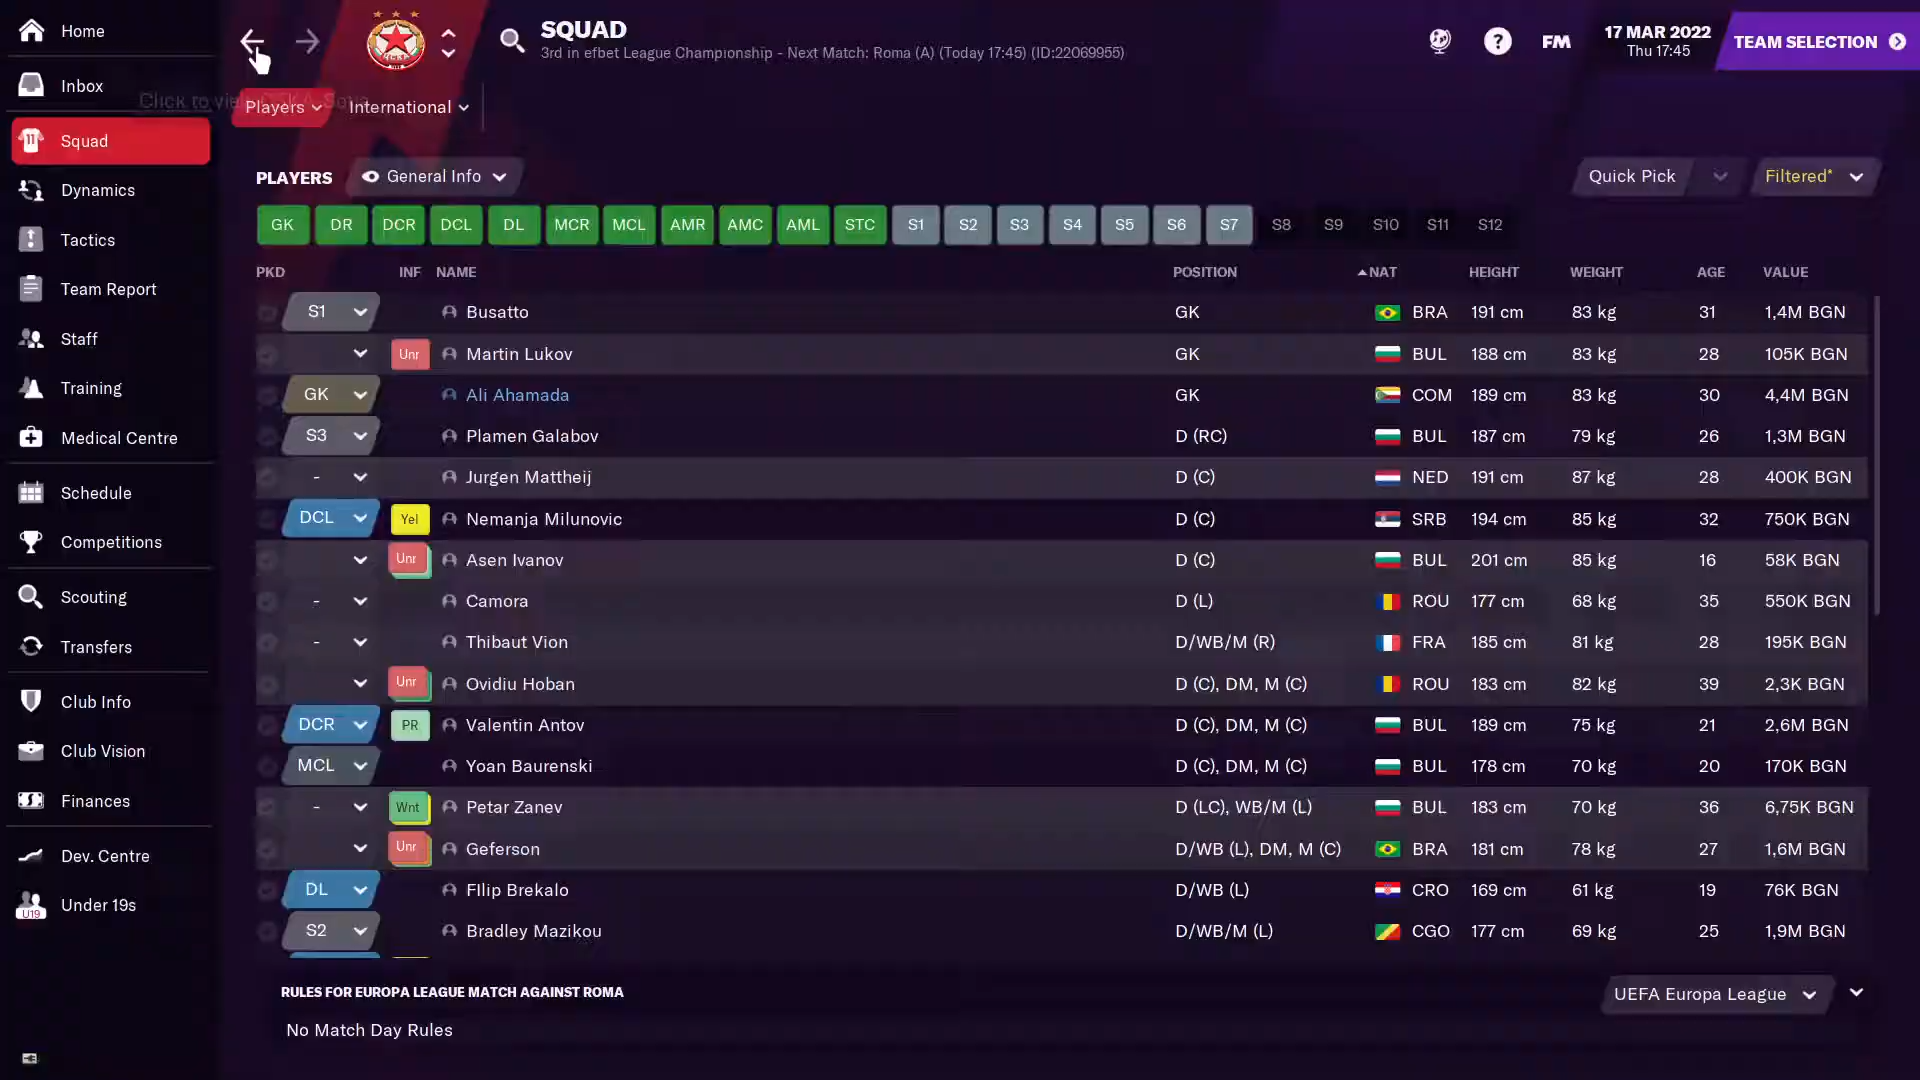 Home
Inbox
Squad
Dynamics
Tactics
Team Report
Staff
Training
Medical Centre
Schedule
Competitions
Scouting
Transfers
Club Info
Club Vision
Finances
Dev. Centre
U19
Under 19s
SQUAD
3rd in efbet League Championship - Next Match: Roma (A) (Today 17:45) (ID:22069955)
FM
17 MAR 2022
Thu 17:45
TEAM SELECTION
Players International
PLAYERS General Info Quick Pick Filtered*
GK DR DCR DCL DL MCR MCL AMR AMC AML STC S1 S2 S3 S4 S5 S6 S7 S8 S9 S10 S11 S12
PKD INF NAME POSITION NAT HEIGHT WEIGHT AGE VALUE
S1 Busatto GK BRA 191 cm 83 kg 31 1,4M BGN
Unr Martin Lukov GK BUL 188 cm 83 kg 28 105K BGN
GK Ali Ahamada GK COM 189 cm 83 kg 30 4,4M BGN
S3 Plamen Galabov D (RC) BUL 187 cm 79 kg 26 1,3M BGN
- Jurgen Mattheij D (C) NED 191 cm 87 kg 28 400K BGN
DCL Yel Nemanja Milunovic D (C) SRB 194 cm 85 kg 32 750K BGN
Unr Asen Ivanov D (C) BUL 201 cm 85 kg 16 58K BGN
- Camora D (L) ROU 177 cm 68 kg 35 550K BGN
- Thibaut Vion D/WB/M (R) FRA 185 cm 81 kg 28 195K BGN
Unr Ovidiu Hoban D (C), DM, M (C) ROU 183 cm 82 kg 39 2,3K BGN
DCR PR Valentin Antov D (C), DM, M (C) BUL 189 cm 75 kg 21 2,6M BGN
MCL Yoan Baurenski D (C), DM, M (C) BUL 178 cm 70 kg 20 170K BGN
- Wnt Petar Zanev D (LC), WB/M (L) BUL 183 cm 70 kg 36 6,75K BGN
Unr Geferson D/WB (L), DM, M (C) BRA 181 cm 78 kg 27 1,6M BGN
DL FIlip Brekalo D/WB (L) CRO 169 cm 61 kg 19 76K BGN
S2 Bradley Mazikou D/WB/M (L) CGO 177 cm 69 kg 25 1,9M BGN
RULES FOR EUROPA LEAGUE MATCH AGAINST ROMA
UEFA Europa League
No Match Day Rules